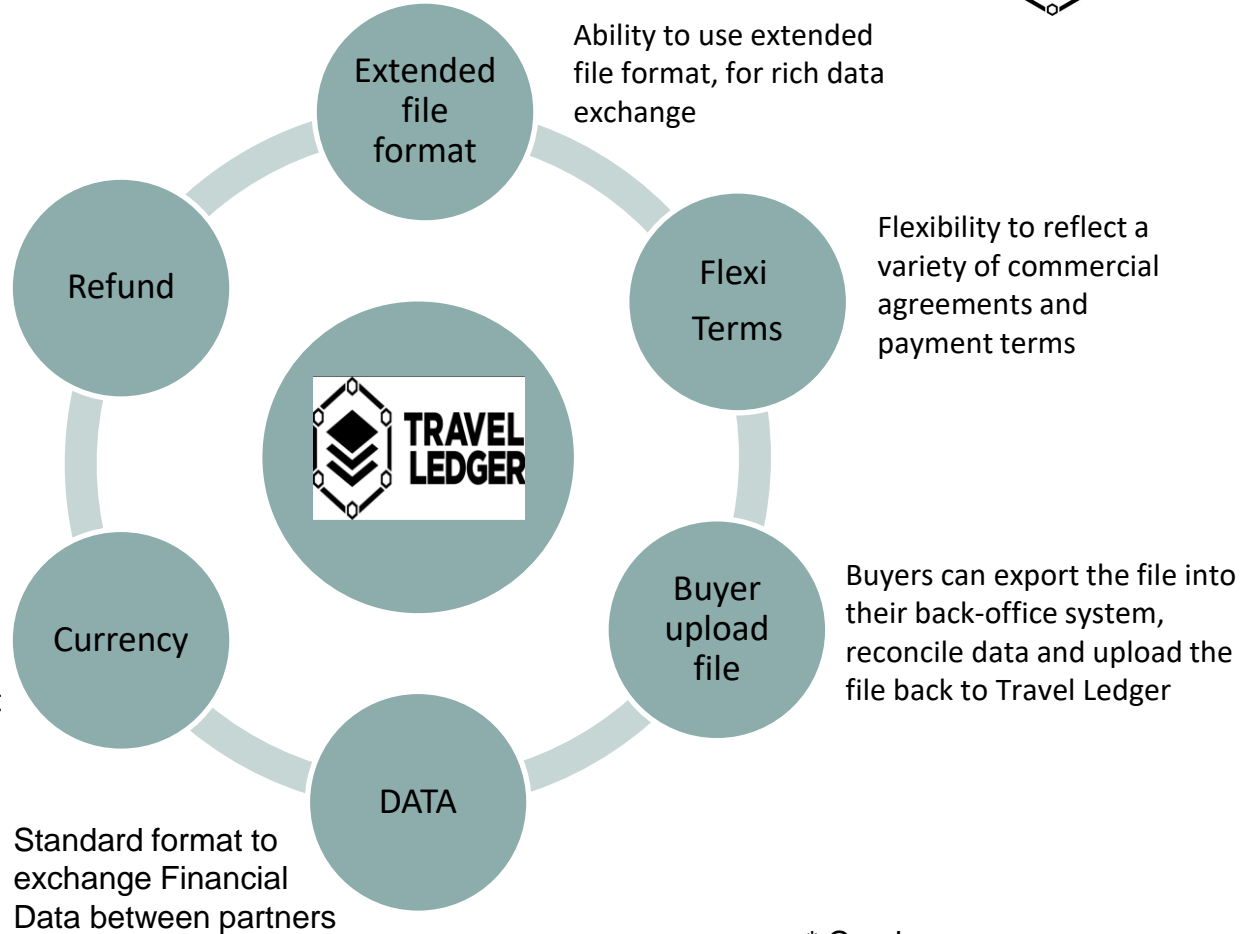 Extended
file
format
Ability to use extended
file format, for rich data
exchange
Flexi
Terms
Flexibility to reflect a
variety of commercial
agreements and
payment terms
Refund
TRAVEL
LEDGER
Buyer
upload
file
Buyers can export the file into
their back-office system,
reconcile data and upload the
file back to Travel Ledger
Currency
DATA
Standard format to
exchange Financial
Data between partners